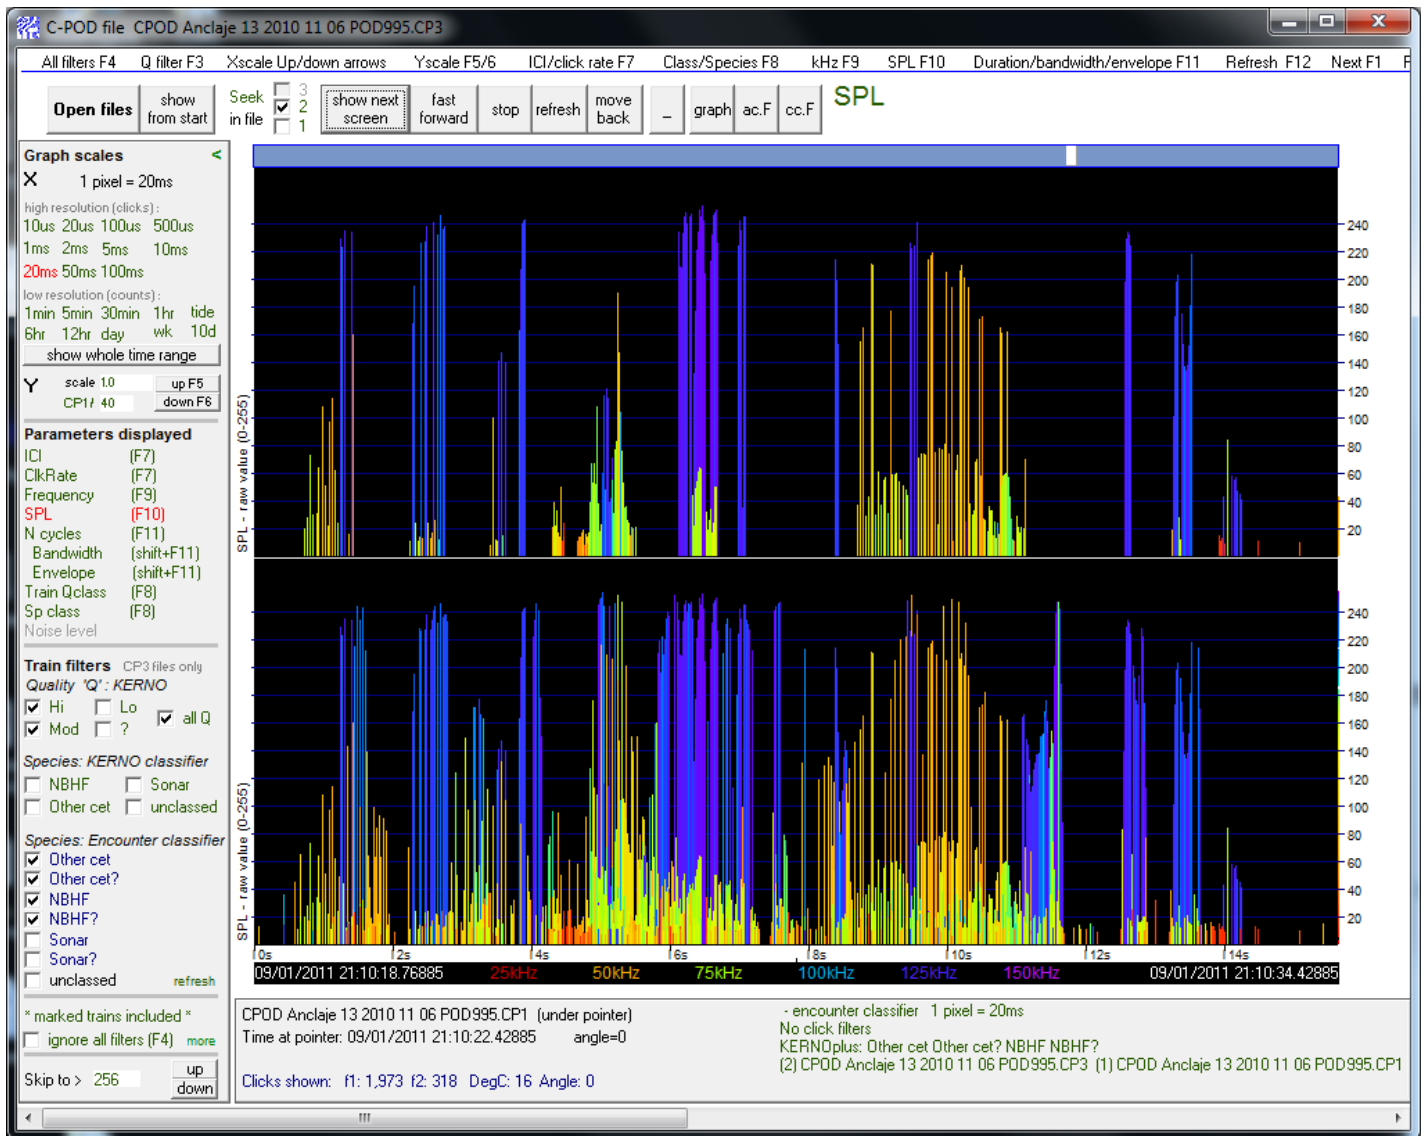 C-POD file  CPOD Anclaje 13 2010 11 06 POD995.CP3
All filters F4  Q filter F3  Xscale Up/down arrows  Yscale F5/6  ICI/click rate F7  Class/Species F8  kHz F9  SPL F10  Duration/bandwidth/envelope F11  Refresh F12  Next F1
Open files  show from start  Seek in file  3 2 1  show next screen  fast forward  stop  refresh  move back  _  graph  ac.F  cc.F  SPL
Graph scales  <
X  1 pixel = 20ms
high resolution (clicks) :
10us 20us 100us 500us
1ms 2ms 5ms 10ms
20ms 50ms 100ms
low resolution (counts) :
1min 5min 30min 1hr tide
6hr 12hr day wk 10d
show whole time range
Y  scale 1.0  up F5
CP1/ 40  down F6
Parameters displayed
ICI (F7)
ClkRate (F7)
Frequency (F9)
SPL (F10)
N cycles (F11)
Bandwidth (shift+F11)
Envelope (shift+F11)
Train Qclass (F8)
Sp class (F8)
Noise level
Train filters  CP3 files only
Quality 'Q' : KERNO
Hi  Lo
all Q
Mod  ?
Species: KERNO classifier
NBHF  Sonar
Other cet  unclassed
Species: Encounter classifier
Other cet
Other cet?
NBHF
NBHF?
Sonar
Sonar?
unclassed  refresh
* marked trains included *
ignore all filters (F4)  more
Skip to >  256  up
down
SPL - raw value (0-255)
240
220
200
180
160
140
120
100
80
60
40
20
SPL - raw value (0-255)
240
220
200
180
160
140
120
100
80
60
40
20
0s 2s 4s 6s 8s 10s 12s 14s
09/01/2011 21:10:18.76885  25kHz  50kHz  75kHz  100kHz  125kHz  150kHz  09/01/2011 21:10:34.42885
CPOD Anclaje 13 2010 11 06 POD995.CP1  (under pointer)
Time at pointer: 09/01/2011 21:10:22.42885  angle=0
Clicks shown:  f1: 1,973  f2: 318  DegC: 16  Angle: 0
- encounter classifier  1 pixel = 20ms
No click filters
KERNOplus: Other cet Other cet? NBHF NBHF?
(2) CPOD Anclaje 13 2010 11 06 POD995.CP3  (1) CPOD Anclaje 13 2010 11 06 POD995.CP1